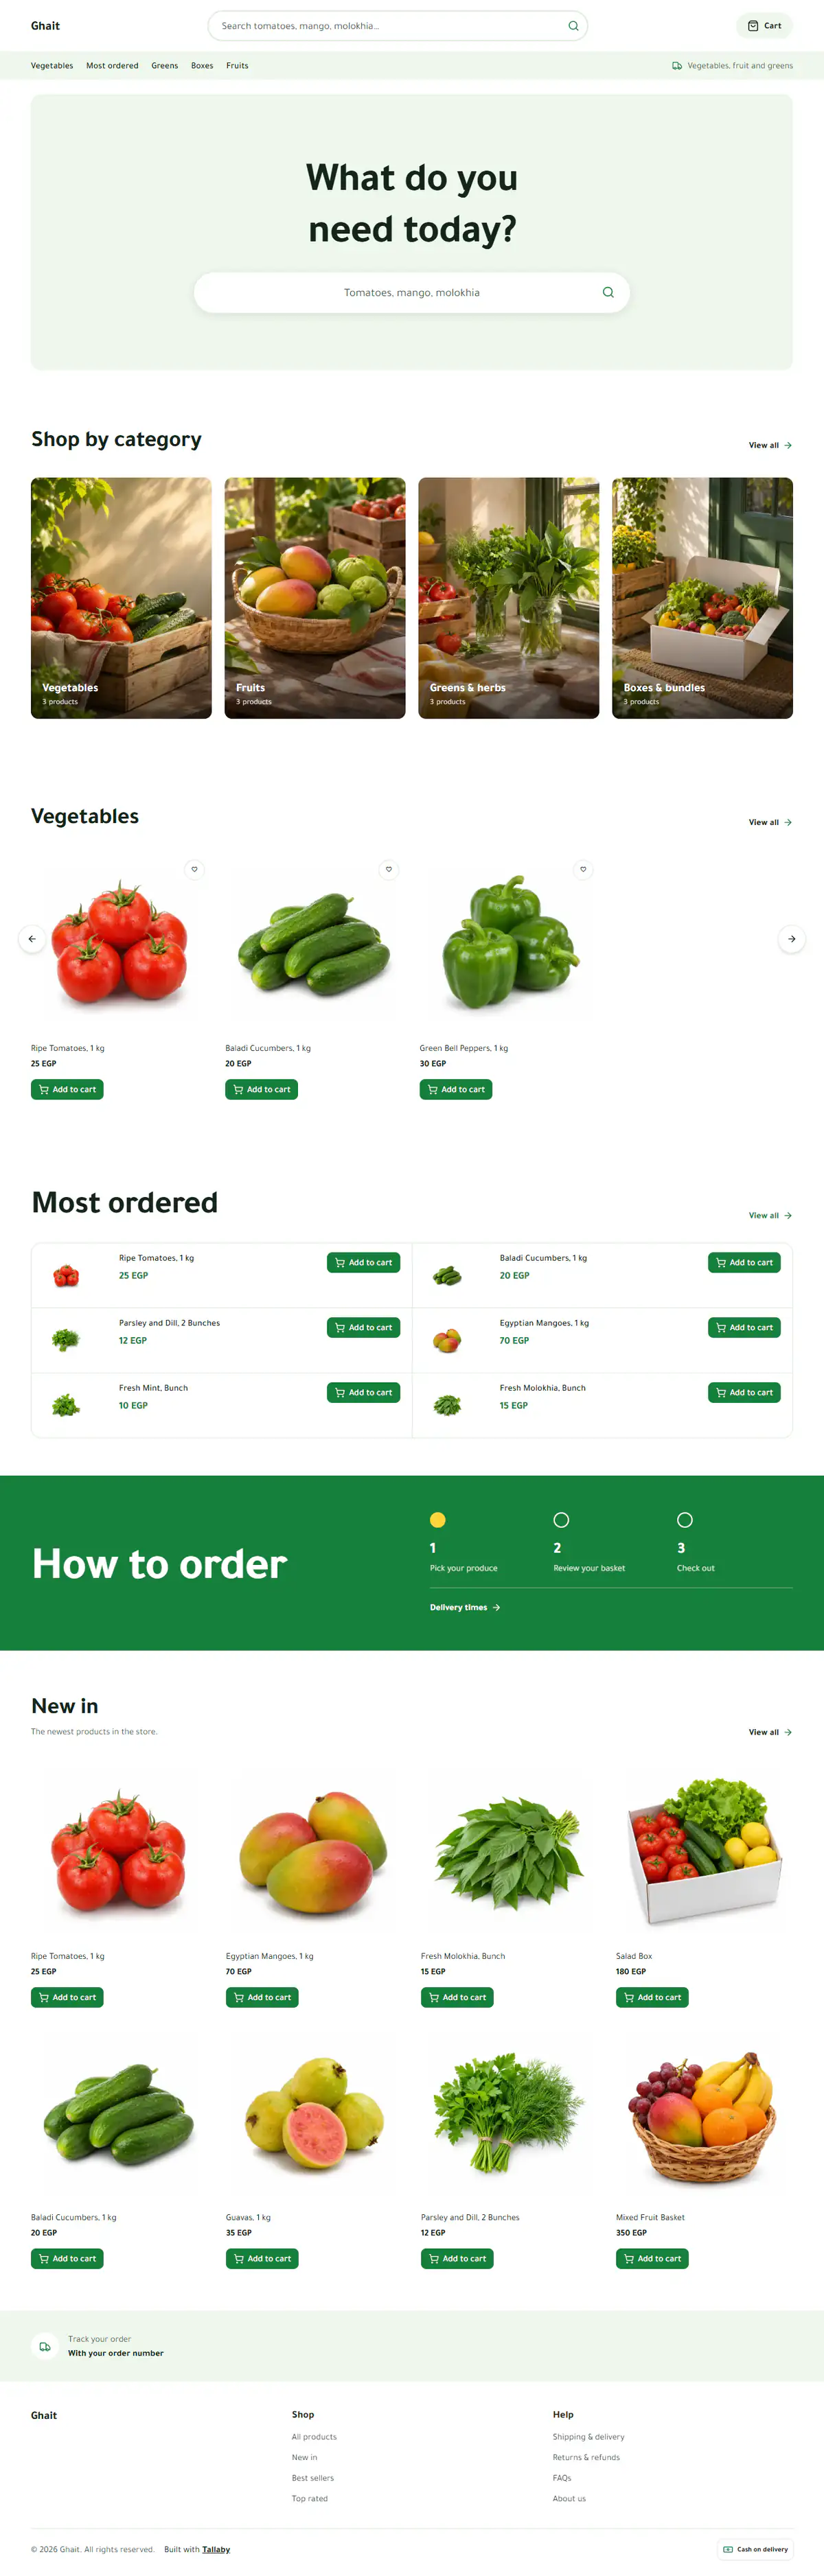 Ghait
Search tomatoes, mango, molokhia...
Cart
Vegetables Most ordered Greens Boxes Fruits
Vegetables, fruit and greens
What do you
need today?
Tomatoes, mango, molokhia
Shop by category
View all
Vegetables
3 products
Fruits
3 products
Greens & herbs
3 products
Boxes & bundles
3 products
Vegetables
View all
Ripe Tomatoes, 1 kg
25 EGP
Add to cart
Baladi Cucumbers, 1 kg
20 EGP
Add to cart
Green Bell Peppers, 1 kg
30 EGP
Add to cart
Most ordered
View all
Ripe Tomatoes, 1 kg
25 EGP
Add to cart
Baladi Cucumbers, 1 kg
20 EGP
Add to cart
Parsley and Dill, 2 Bunches
12 EGP
Add to cart
Egyptian Mangoes, 1 kg
70 EGP
Add to cart
Fresh Mint, Bunch
10 EGP
Add to cart
Fresh Molokhia, Bunch
15 EGP
Add to cart
How to order
1
Pick your produce
2
Review your basket
3
Check out
Delivery times
New in
The newest products in the store.
View all
Ripe Tomatoes, 1 kg
25 EGP
Add to cart
Egyptian Mangoes, 1 kg
70 EGP
Add to cart
Fresh Molokhia, Bunch
15 EGP
Add to cart
Salad Box
180 EGP
Add to cart
Baladi Cucumbers, 1 kg
20 EGP
Add to cart
Guavas, 1 kg
35 EGP
Add to cart
Parsley and Dill, 2 Bunches
12 EGP
Add to cart
Mixed Fruit Basket
350 EGP
Add to cart
Track your order
With your order number
Ghait
Shop
All products
New in
Best sellers
Top rated
Help
Shipping & delivery
Returns & refunds
FAQs
About us
© 2026 Ghait. All rights reserved. Built with Tallaby
Cash on delivery